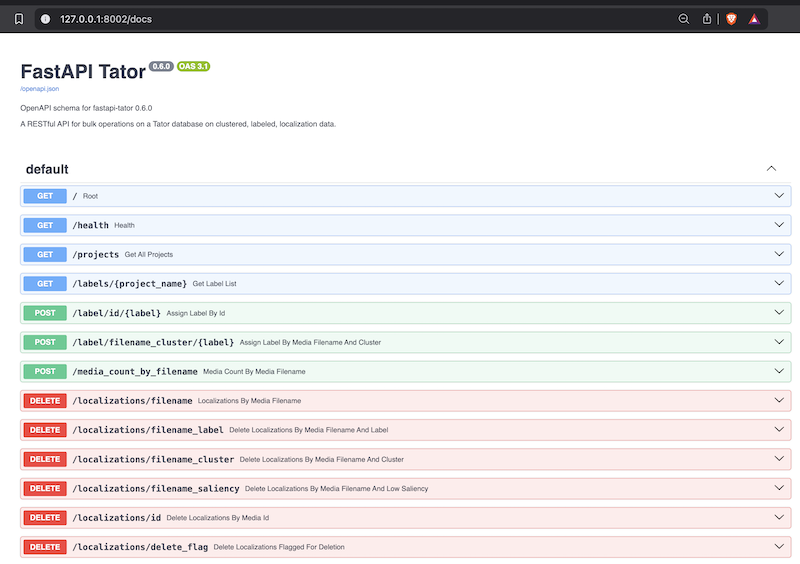 127.0.0.1:8002/docs
FastAPI Tator 0.6.0 OAS 3.1
/openapi.json
OpenAPI schema for fastapi-tator 0.6.0
A RESTful API for bulk operations on a Tator database on clustered, labeled, localization data.
default
GET / Root
GET /health Health
GET /projects Get All Projects
GET /labels/{project_name} Get Label List
POST /label/id/{label} Assign Label By Id
POST /label/filename_cluster/{label} Assign Label By Media Filename And Cluster
POST /media_count_by_filename Media Count By Media Filename
DELETE /localizations/filename Localizations By Media Filename
DELETE /localizations/filename_label Delete Localizations By Media Filename And Label
DELETE /localizations/filename_cluster Delete Localizations By Media Filename And Cluster
DELETE /localizations/filename_saliency Delete Localizations By Media Filename And Low Saliency
DELETE /localizations/id Delete Localizations By Media Id
DELETE /localizations/delete_flag Delete Localizations Flagged For Deletion